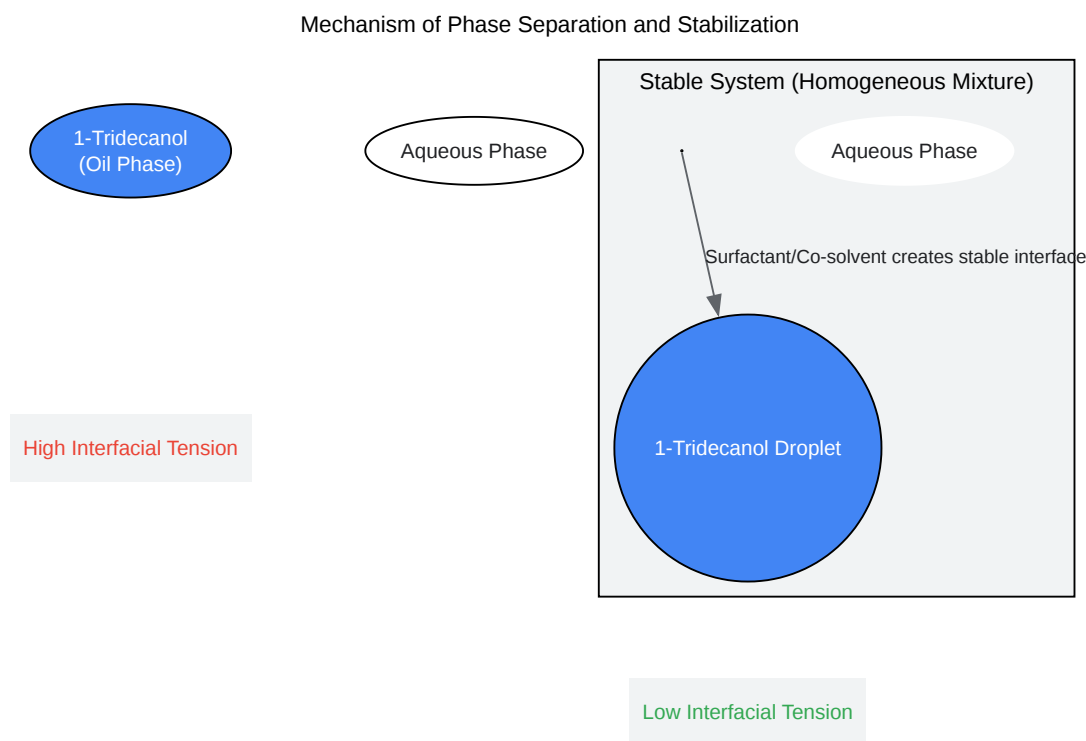 Mechanism of Phase Separation and Stabilization
Stable System (Homogeneous Mixture)
1-Tridecanol
(Oil Phase)
Aqueous Phase
Aqueous Phase
Surfactant/Co-solvent creates stable interface
High Interfacial Tension
1-Tridecanol Droplet
Low Interfacial Tension